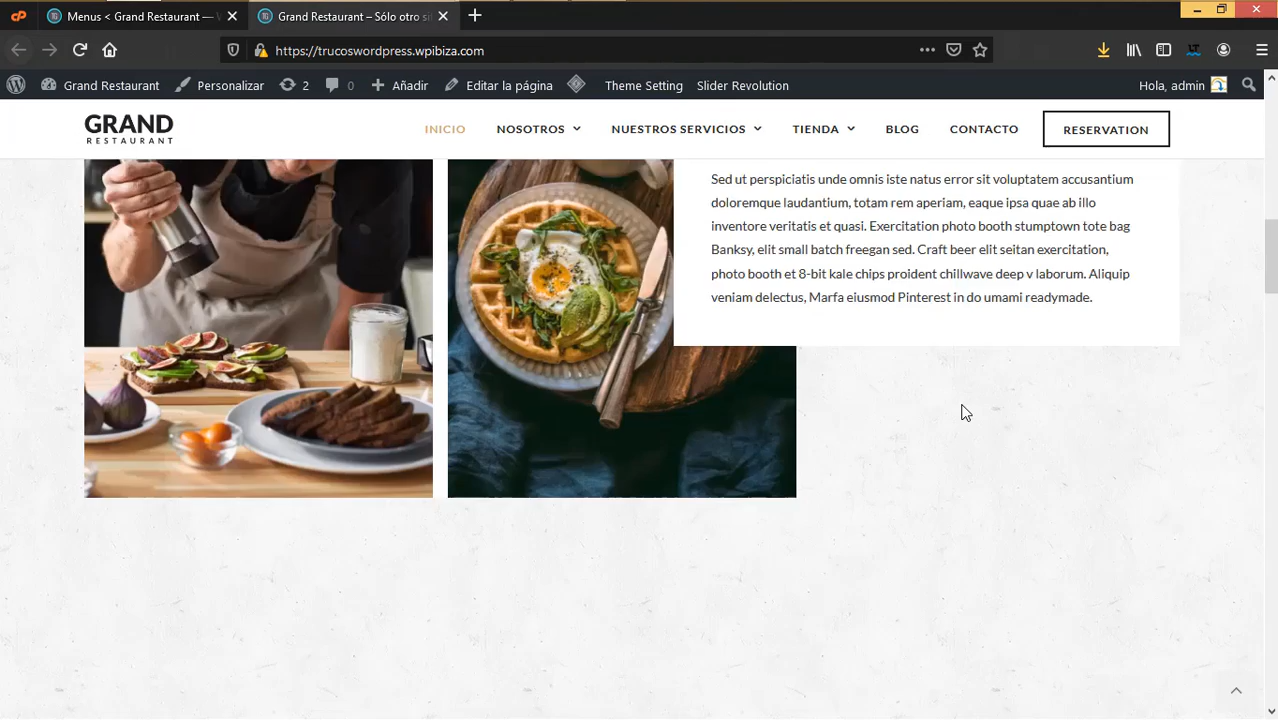 Menus < Grand Restaurant — W
Grand Restaurant – Sólo otro si
https://trucoswordpress.wpibiza.com
Grand Restaurant
Personalizar
2
0
Añadir
Editar la página
Theme Setting
Slider Revolution
Hola, admin
GRAND
RESTAURANT
INICIO
NOSOTROS
NUESTROS SERVICIOS
TIENDA
BLOG
CONTACTO
RESERVATION
Sed ut perspiciatis unde omnis iste natus error sit voluptatem accusantium
doloremque laudantium, totam rem aperiam, eaque ipsa quae ab illo
inventore veritatis et quasi. Exercitation photo booth stumptown tote bag
Banksy, elit small batch freegan sed. Craft beer elit seitan exercitation,
photo booth et 8-bit kale chips proident chillwave deep v laborum. Aliquip
veniam delectus, Marfa eiusmod Pinterest in do umami readymade.